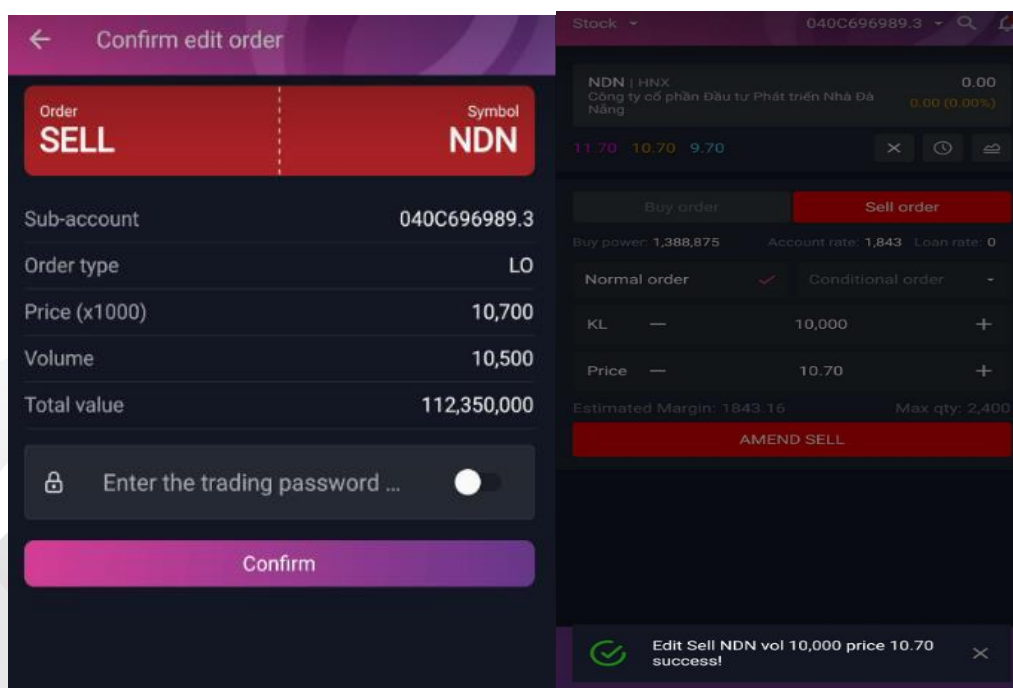 Confirm edit order
Order
Symbol
SELL
NDN
Sub-account 040C696989.3
Order type LO
Price (x1000) 10,700
Volume 10,500
Total value 112,350,000
Enter the trading password ...
Confirm
Stock 040C696989.3
NDN | HNX 0.00
Công ty cổ phần Đầu tư Phát triển Nhà Đà
Nẵng
0.00 (0.00%)
11.70 10.70 9.70
Buy order Sell order
Buy power: 1,388,875 Account rate: 1,843 Loan rate: 0
Normal order Conditional order
KL — 10,000 +
Price — 10.70 +
Estimated Margin: 1843.16 Max qty: 2,400
AMEND SELL
Edit Sell NDN vol 10,000 price 10.70
success!